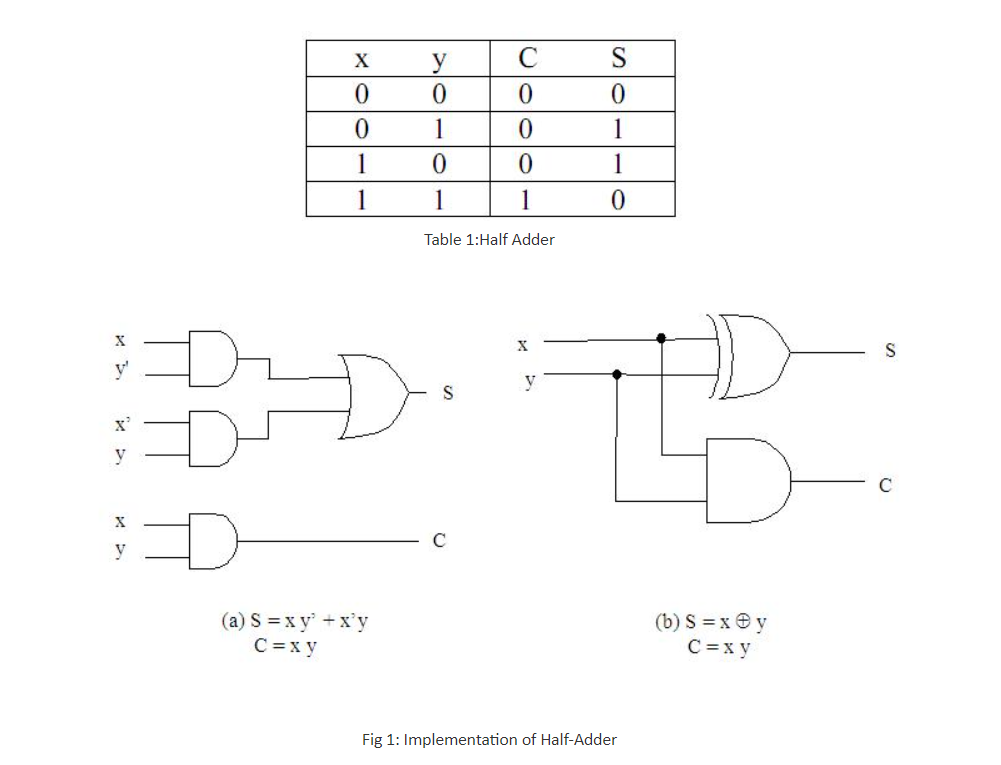 x y C S
0 0 0 0
0 1 0 1
1 0 0 1
1 1 1 0
Table 1:Half Adder
x
y'
x’
y
S
x
y
C
x
y
S
C
(a) S = x y’ + x’y
C = x y
(b) S = x ⊕ y
C = x y
Fig 1: Implementation of Half-Adder